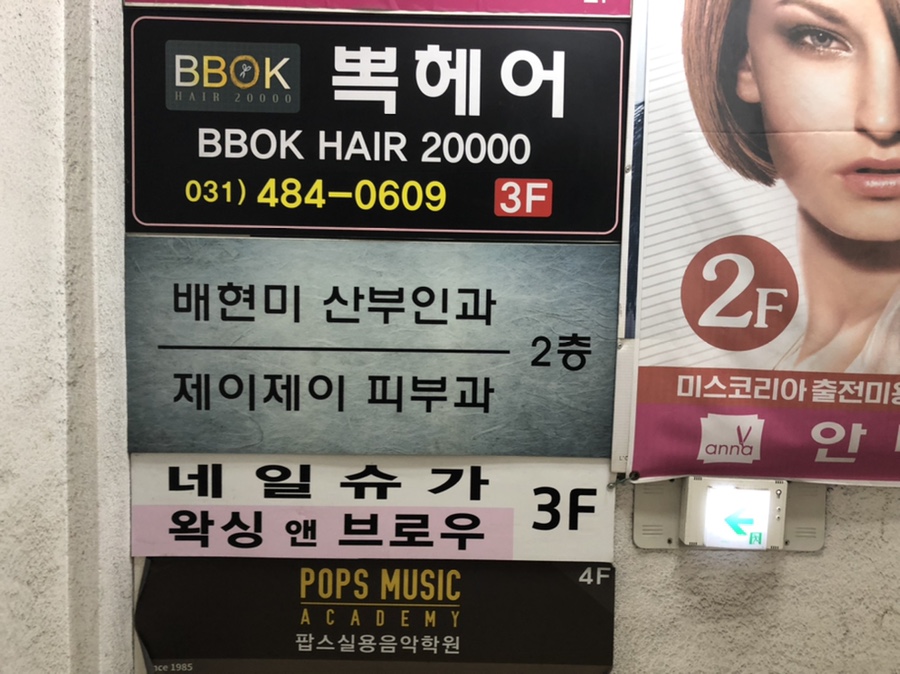 BBOK
HAIR 20000
뽁헤어
BBOK HAIR 20000
031) 484-0609 3F
배현미 산부인과
2층
제이제이 피부과
네일슈가
3F
왁싱 앤 브로우
POPS MUSIC
4F
ACADEMY
팝스실용음악학원
1985
2F
미스코리아 출전미용
anna
안